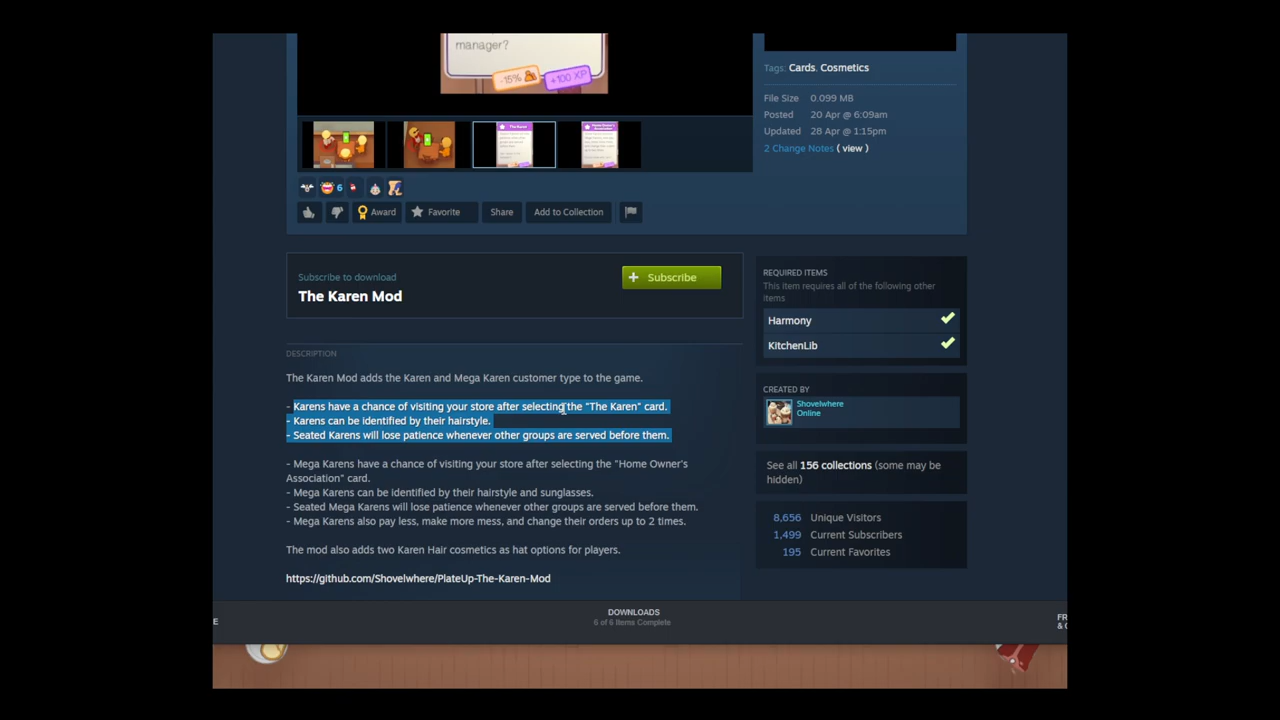 manager?
-15%
+100 XP
Tags: Cards, Cosmetics
File Size 0.099 MB
Posted 20 Apr @ 6:09am
Updated 28 Apr @ 1:15pm
2 Change Notes ( view )
The Karen
6
Award
Favorite
Share
Add to Collection
Subscribe to download
The Karen Mod
Subscribe
REQUIRED ITEMS
This item requires all of the following other
items
Harmony
KitchenLib
DESCRIPTION
The Karen Mod adds the Karen and Mega Karen customer type to the game.
- Karens have a chance of visiting your store after selecting the "The Karen" card.
- Karens can be identified by their hairstyle.
- Seated Karens will lose patience whenever other groups are served before them.
- Mega Karens have a chance of visiting your store after selecting the "Home Owner's
Association" card.
- Mega Karens can be identified by their hairstyle and sunglasses.
- Seated Mega Karens will lose patience whenever other groups are served before them.
- Mega Karens also pay less, make more mess, and change their orders up to 2 times.
The mod also adds two Karen Hair cosmetics as hat options for players.
https://github.com/Shovelwhere/PlateUp-The-Karen-Mod
CREATED BY
Shovelwhere
Online
See all 156 collections (some may be
hidden)
8,656 Unique Visitors
1,499 Current Subscribers
195 Current Favorites
DOWNLOADS
6 of 6 Items Complete
E
FR
& C